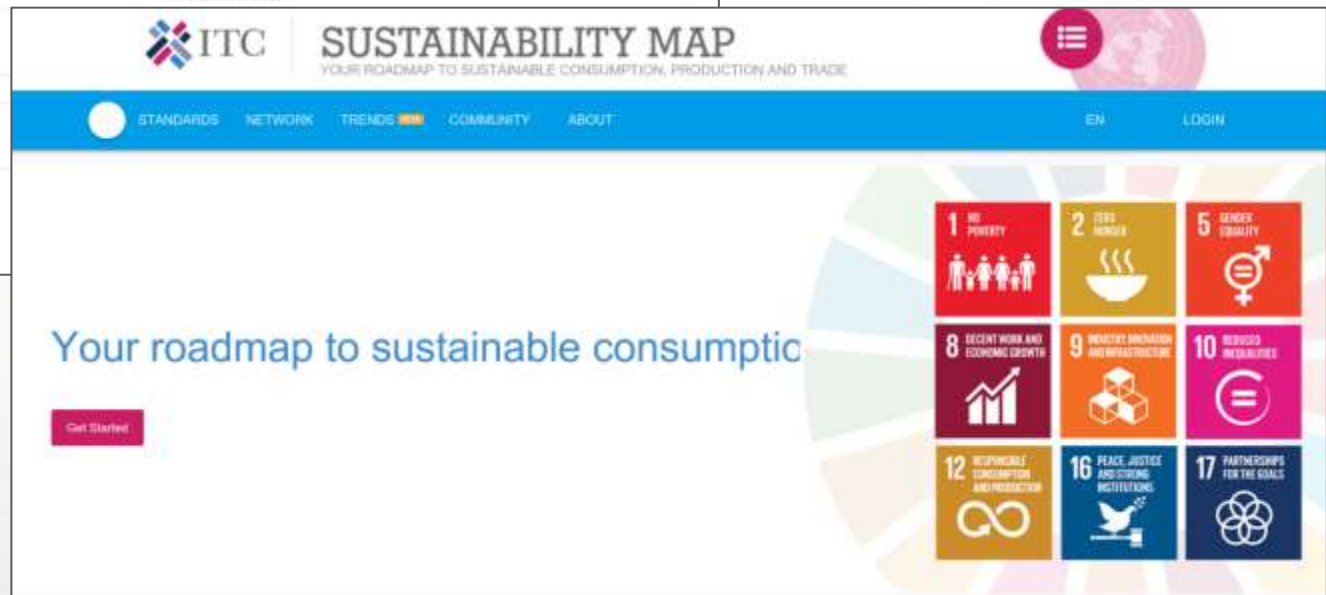 ITC
SUSTAINABILITY MAP
YOUR ROADMAP TO SUSTAINABLE CONSUMPTION, PRODUCTION AND TRADE
STANDARDS NETWORK TRENDS BETA COMMUNITY ABOUT EN LOGIN
Your roadmap to sustainable consumptic
Get Started
1 NO
POVERTY
2 ZERO
HUNGER
5 GENDER
EQUALITY
8 DECENT WORK AND
ECONOMIC GROWTH
9 INDUSTRY, INNOVATION
AND INFRASTRUCTURE
10 REDUCED
INEQUALITIES
12 RESPONSIBLE
CONSUMPTION
AND PRODUCTION
16 PEACE, JUSTICE
AND STRONG
INSTITUTIONS
17 PARTNERSHIPS
FOR THE GOALS